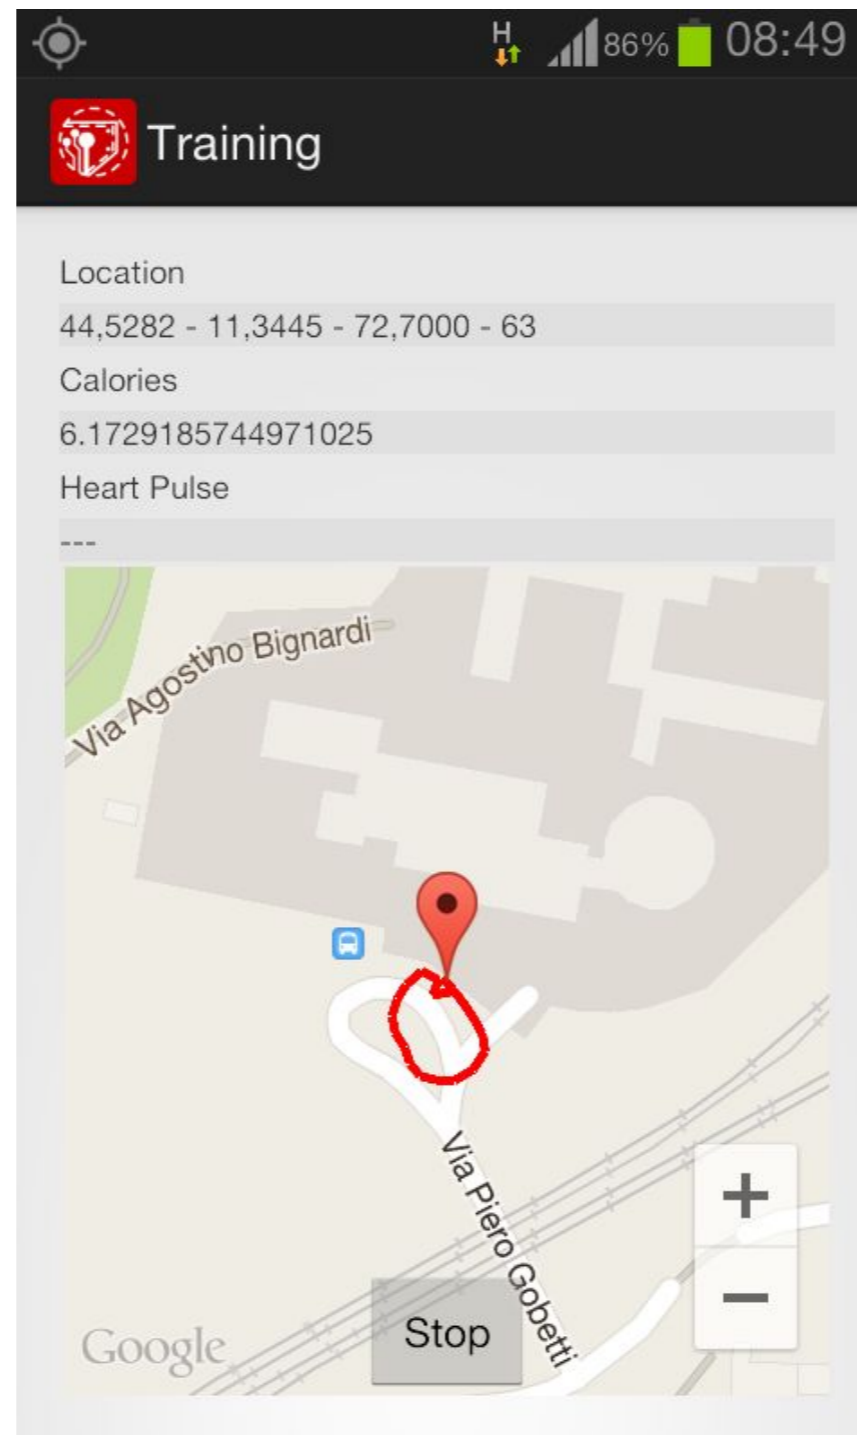 H 86% 08:49
Training
Location
44,5282 - 11,3445 - 72,7000 - 63
Calories
6.1729185744971025
Heart Pulse
---
Via Agostino Bignardi
Via Piero Gobetti
+
−
Stop
Google